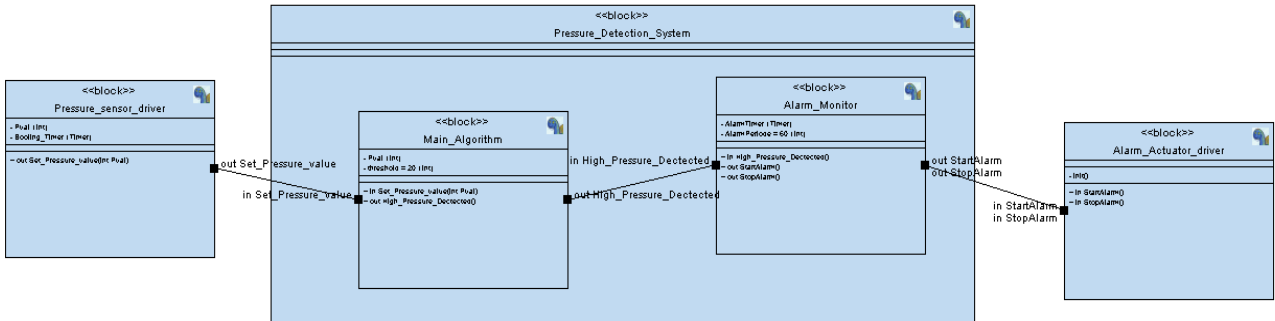 <<block>>
Pressure_Detection_System
<<block>>
Pressure_sensor_driver
- Pval : int;
- Booling_Timer : Timer;
~ out Set_Pressure_value(int Pval)
out Set_Pressure_value
in Set_Pressure_value
<<block>>
Main_Algorithm
- Pval : int;
- threshold = 20 : int;
~ in Set_Pressure_value(int Pval)
~ out High_Pressure_Dectected()
in High_Pressure_Dectected
out High_Pressure_Dectected
<<block>>
Alarm_Monitor
- AlarmTimer : Timer;
- AlarmPeriode = 60 : int;
~ in High_Pressure_Dectected()
~ out StartAlarm()
~ out StopAlarm()
out StartAlarm
out StopAlarm
in StartAlarm
in StopAlarm
<<block>>
Alarm_Actuator_driver
- Init()
~ in StartAlarm()
~ in StopAlarm()